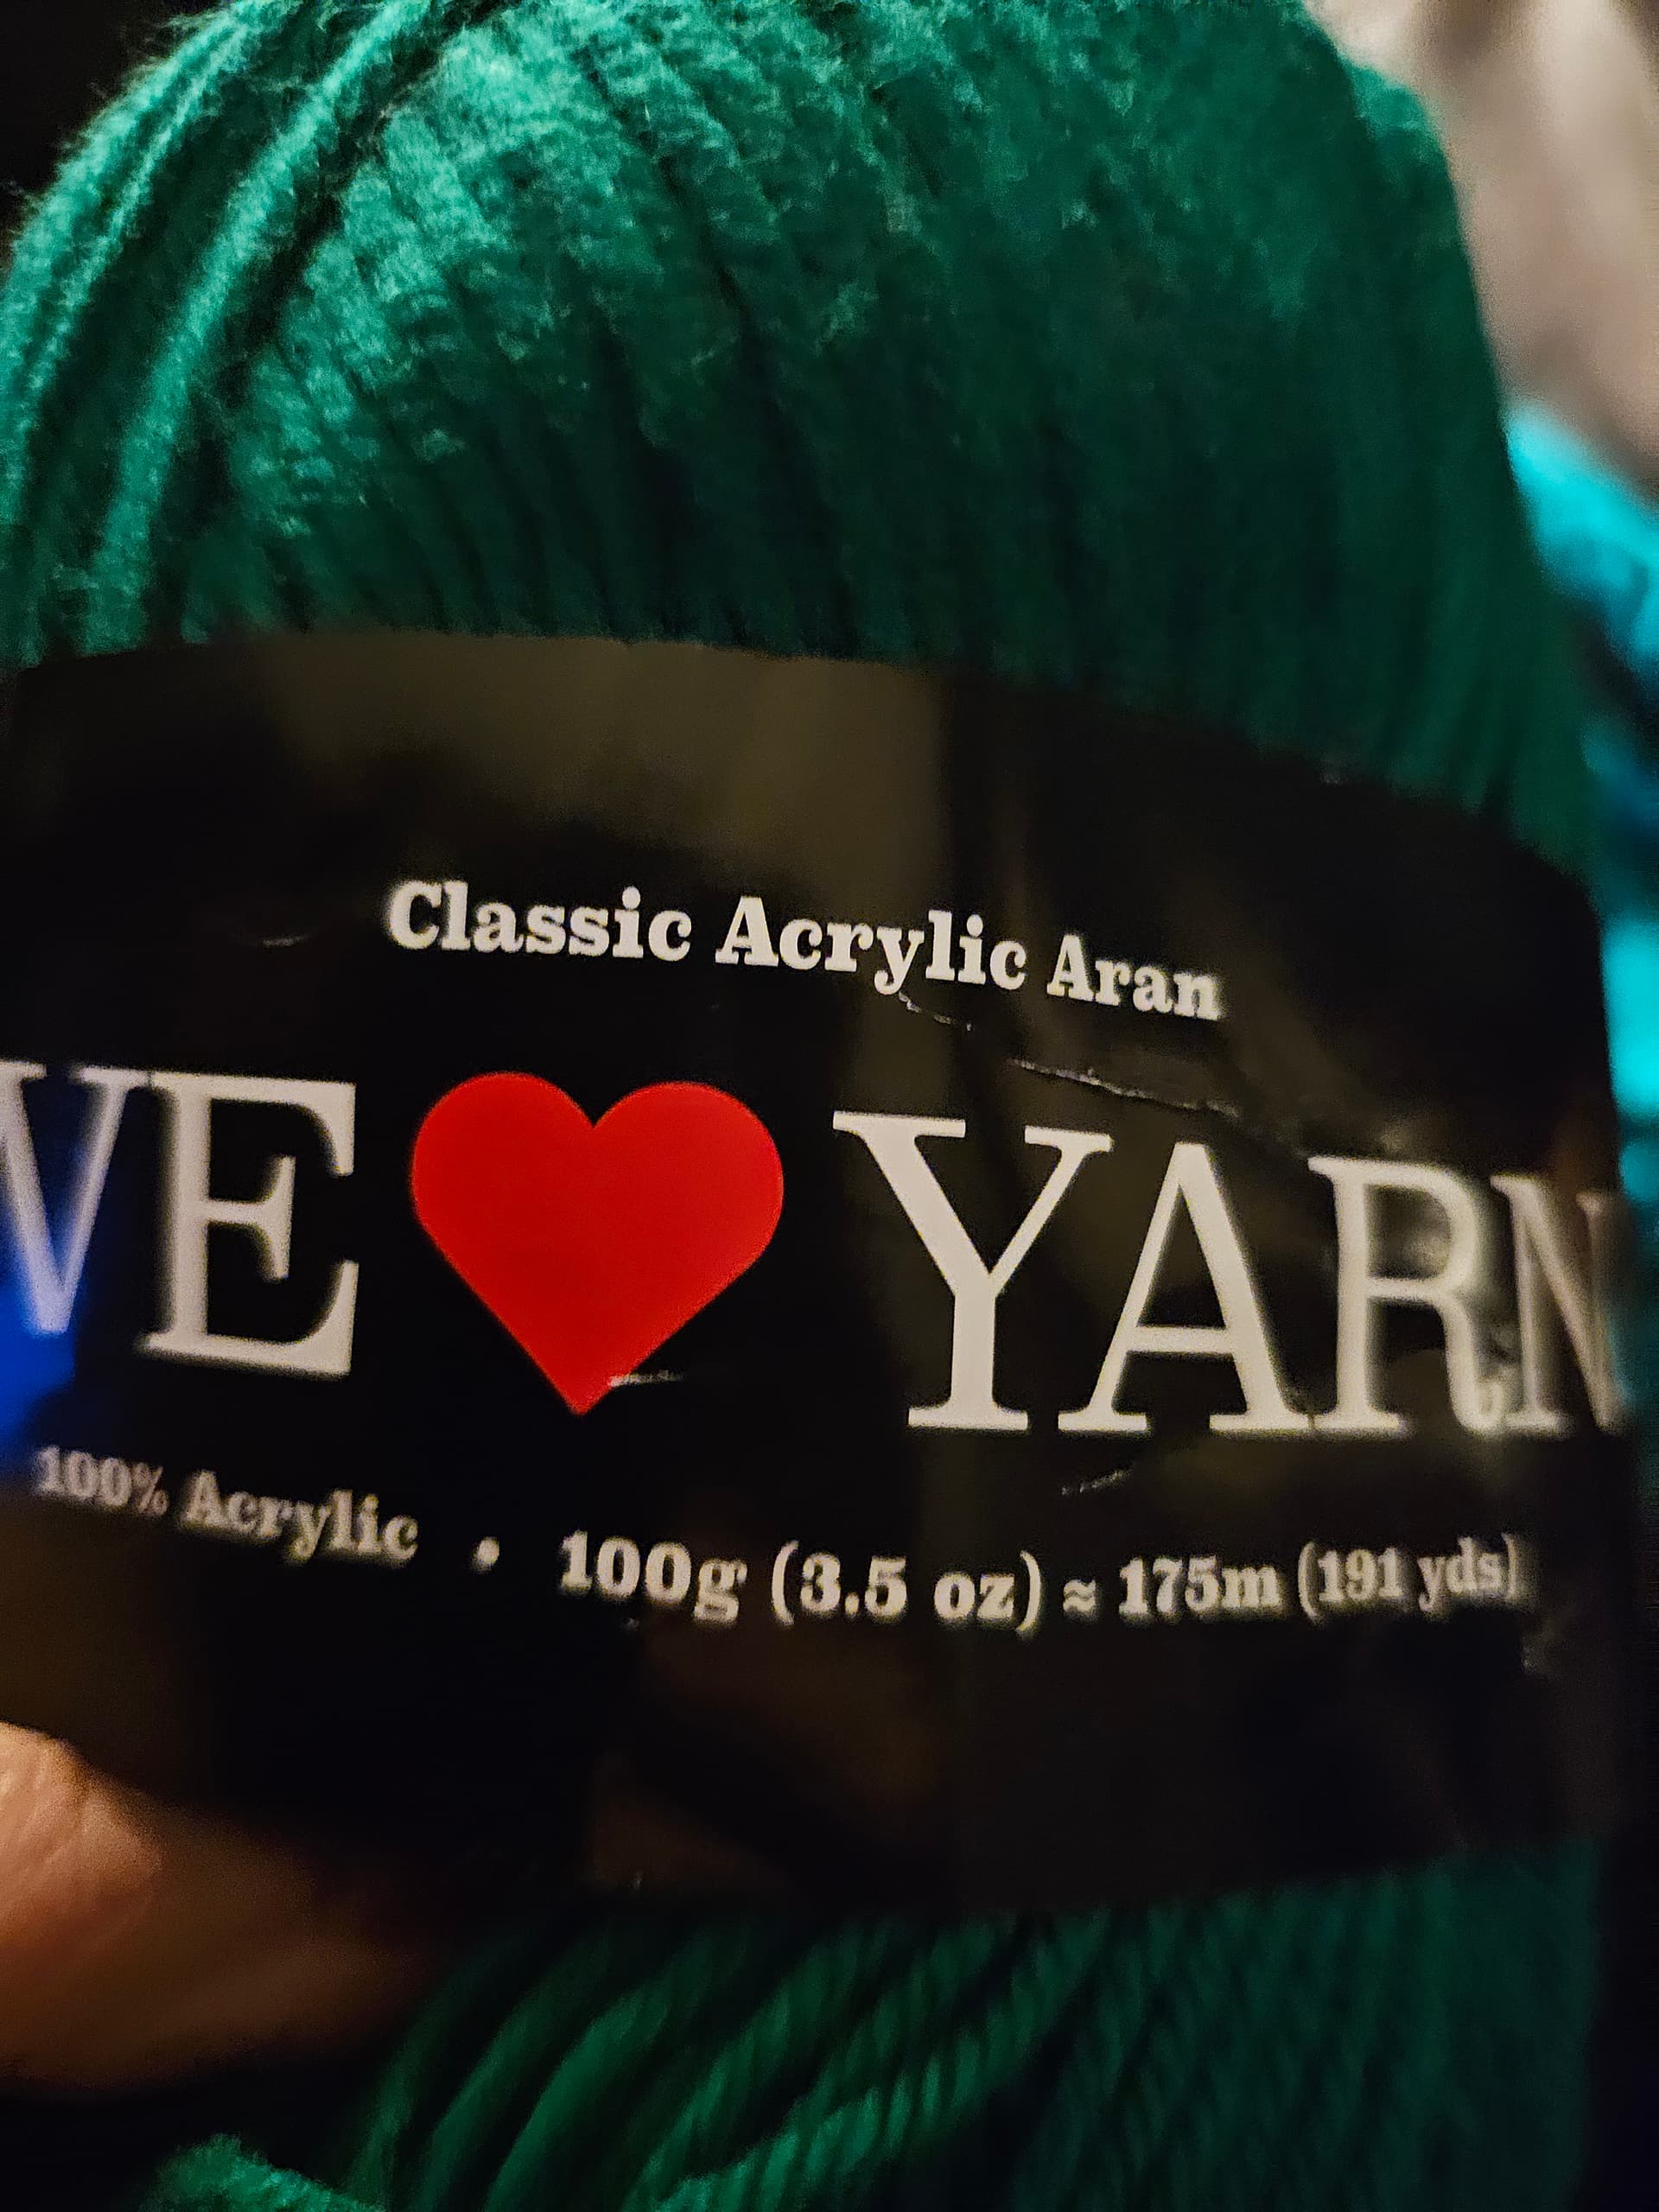 Classic Acrylic Aran
VE YARN
100% Acrylic • 100g (3.5 oz) ≈ 175m (191 yds)